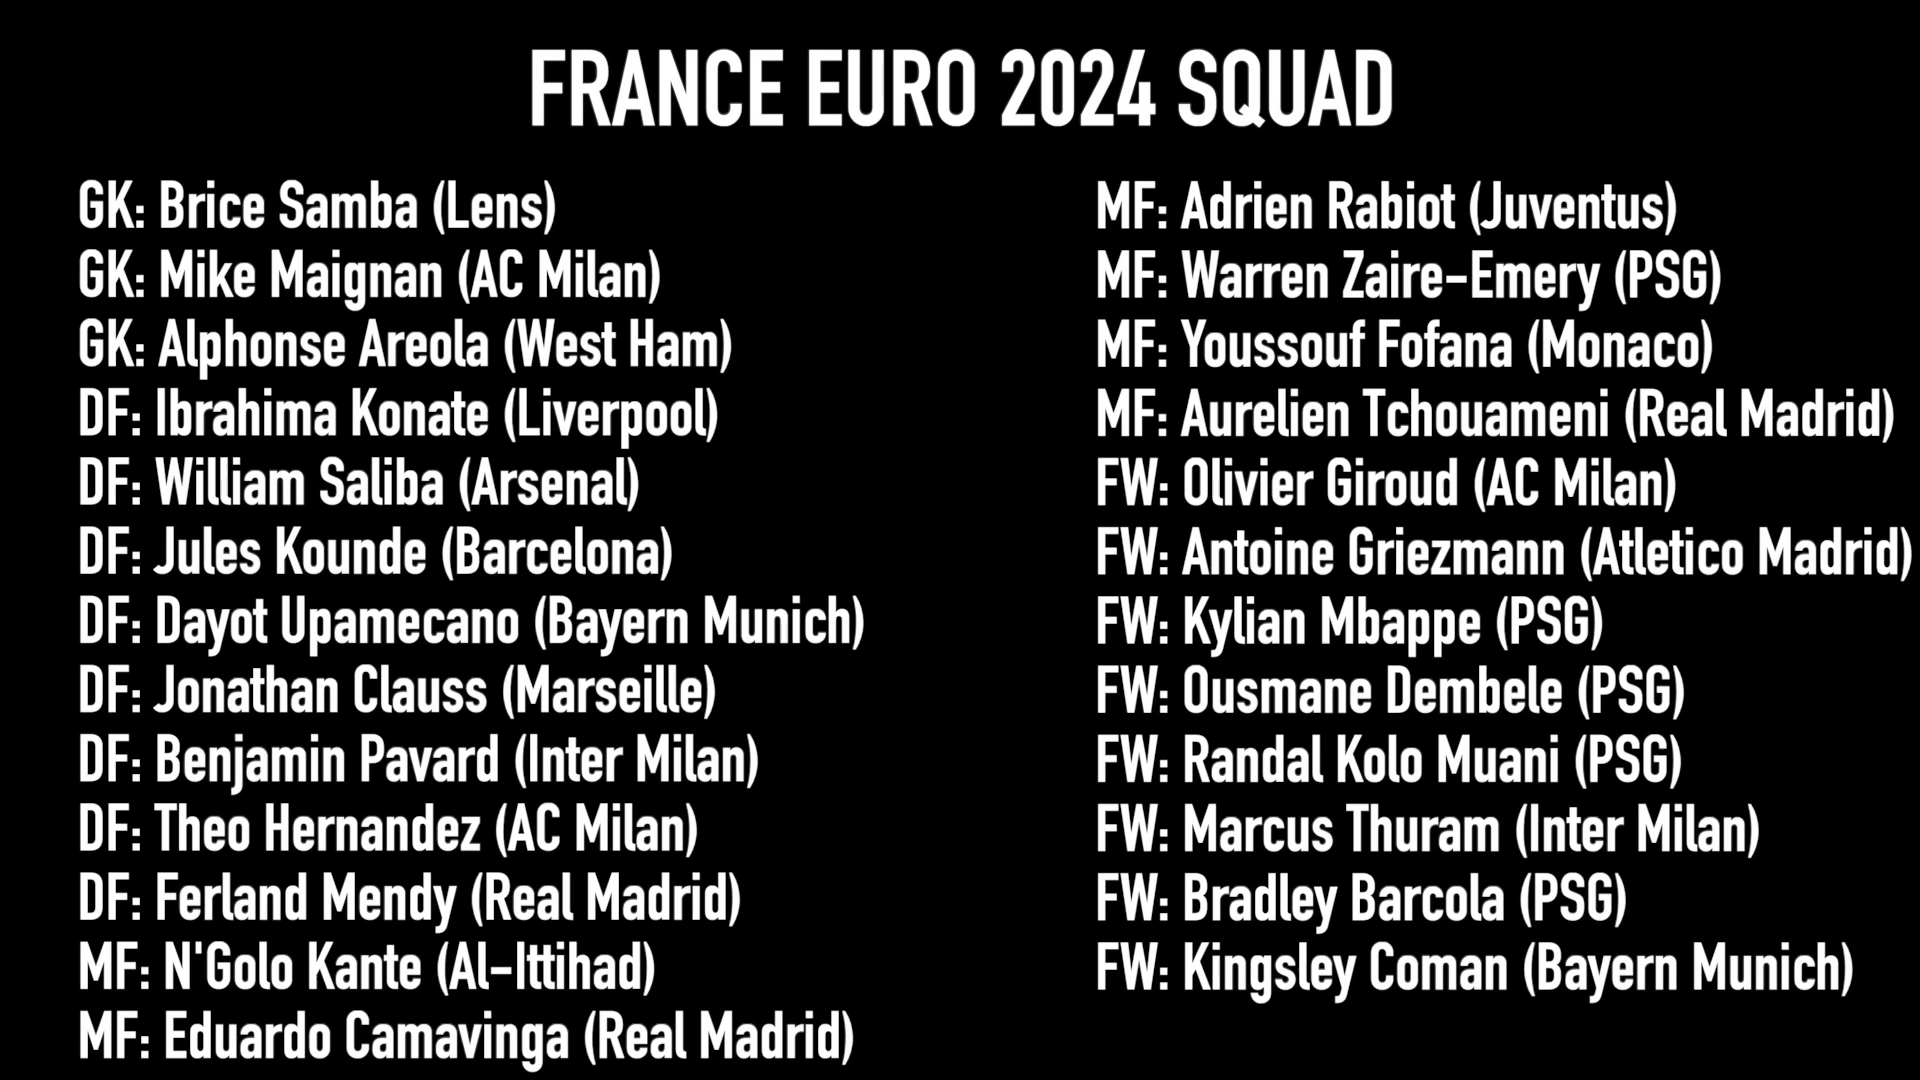 FRANCE EURO 2024 SQUAD
GK: Brice Samba (Lens)
GK: Mike Maignan (AC Milan)
GK: Alphonse Areola (West Ham)
DF: Ibrahima Konate (Liverpool)
DF: William Saliba (Arsenal)
DF: Jules Kounde (Barcelona)
DF: Dayot Upamecano (Bayern Munich)
DF: Jonathan Clauss (Marseille)
DF: Benjamin Pavard (Inter Milan)
DF: Theo Hernandez (AC Milan)
DF: Ferland Mendy (Real Madrid)
MF: N'Golo Kante (Al-Ittihad)
MF: Eduardo Camavinga (Real Madrid)
MF: Adrien Rabiot (Juventus)
MF: Warren Zaire-Emery (PSG)
MF: Youssouf Fofana (Monaco)
MF: Aurelien Tchouameni (Real Madrid)
FW: Olivier Giroud (AC Milan)
FW: Antoine Griezmann (Atletico Madrid)
FW: Kylian Mbappe (PSG)
FW: Ousmane Dembele (PSG)
FW: Randal Kolo Muani (PSG)
FW: Marcus Thuram (Inter Milan)
FW: Bradley Barcola (PSG)
FW: Kingsley Coman (Bayern Munich)